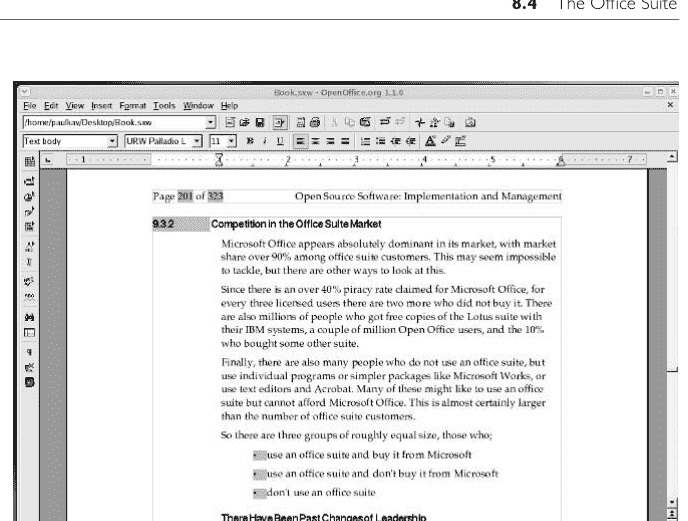 8.4 The Office Suite
Book.sxw - OpenOffice.org 1.1.0
File Edit View Insert Format Tools Window Help
/home/paulkav/Desktop/Book.sxw
Text body URW Palladio L 11 B i U A
1 1 2 3 4 5 6 7
Page 201 of 323 Open Source Software: Implementation and Management
9.3.2 Competition in the Office Suite Market
Microsoft Office appears absolutely dominant in its market, with market
share over 90% among office suite customers. This may seem impossible
to tackle, but there are other ways to look at this.
Since there is an over 40% piracy rate claimed for Microsoft Office, for
every three licensed users there are two more who did not buy it. There
are also millions of people who got free copies of the Lotus suite with
their IBM systems, a couple of million Open Office users, and the 10%
who bought some other suite.
Finally, there are also many people who do not use an office suite, but
use individual programs or simpler packages like Microsoft Works, or
use text editors and Acrobat. Many of these might like to use an office
suite but cannot afford Microsoft Office. This is almost certainly larger
than the number of office suite customers.
So there are three groups of roughly equal size, those who;
• use an office suite and buy it from Microsoft
• use an office suite and don't buy it from Microsoft
• don't use an office suite
There Have Been Past Changes of Leadership